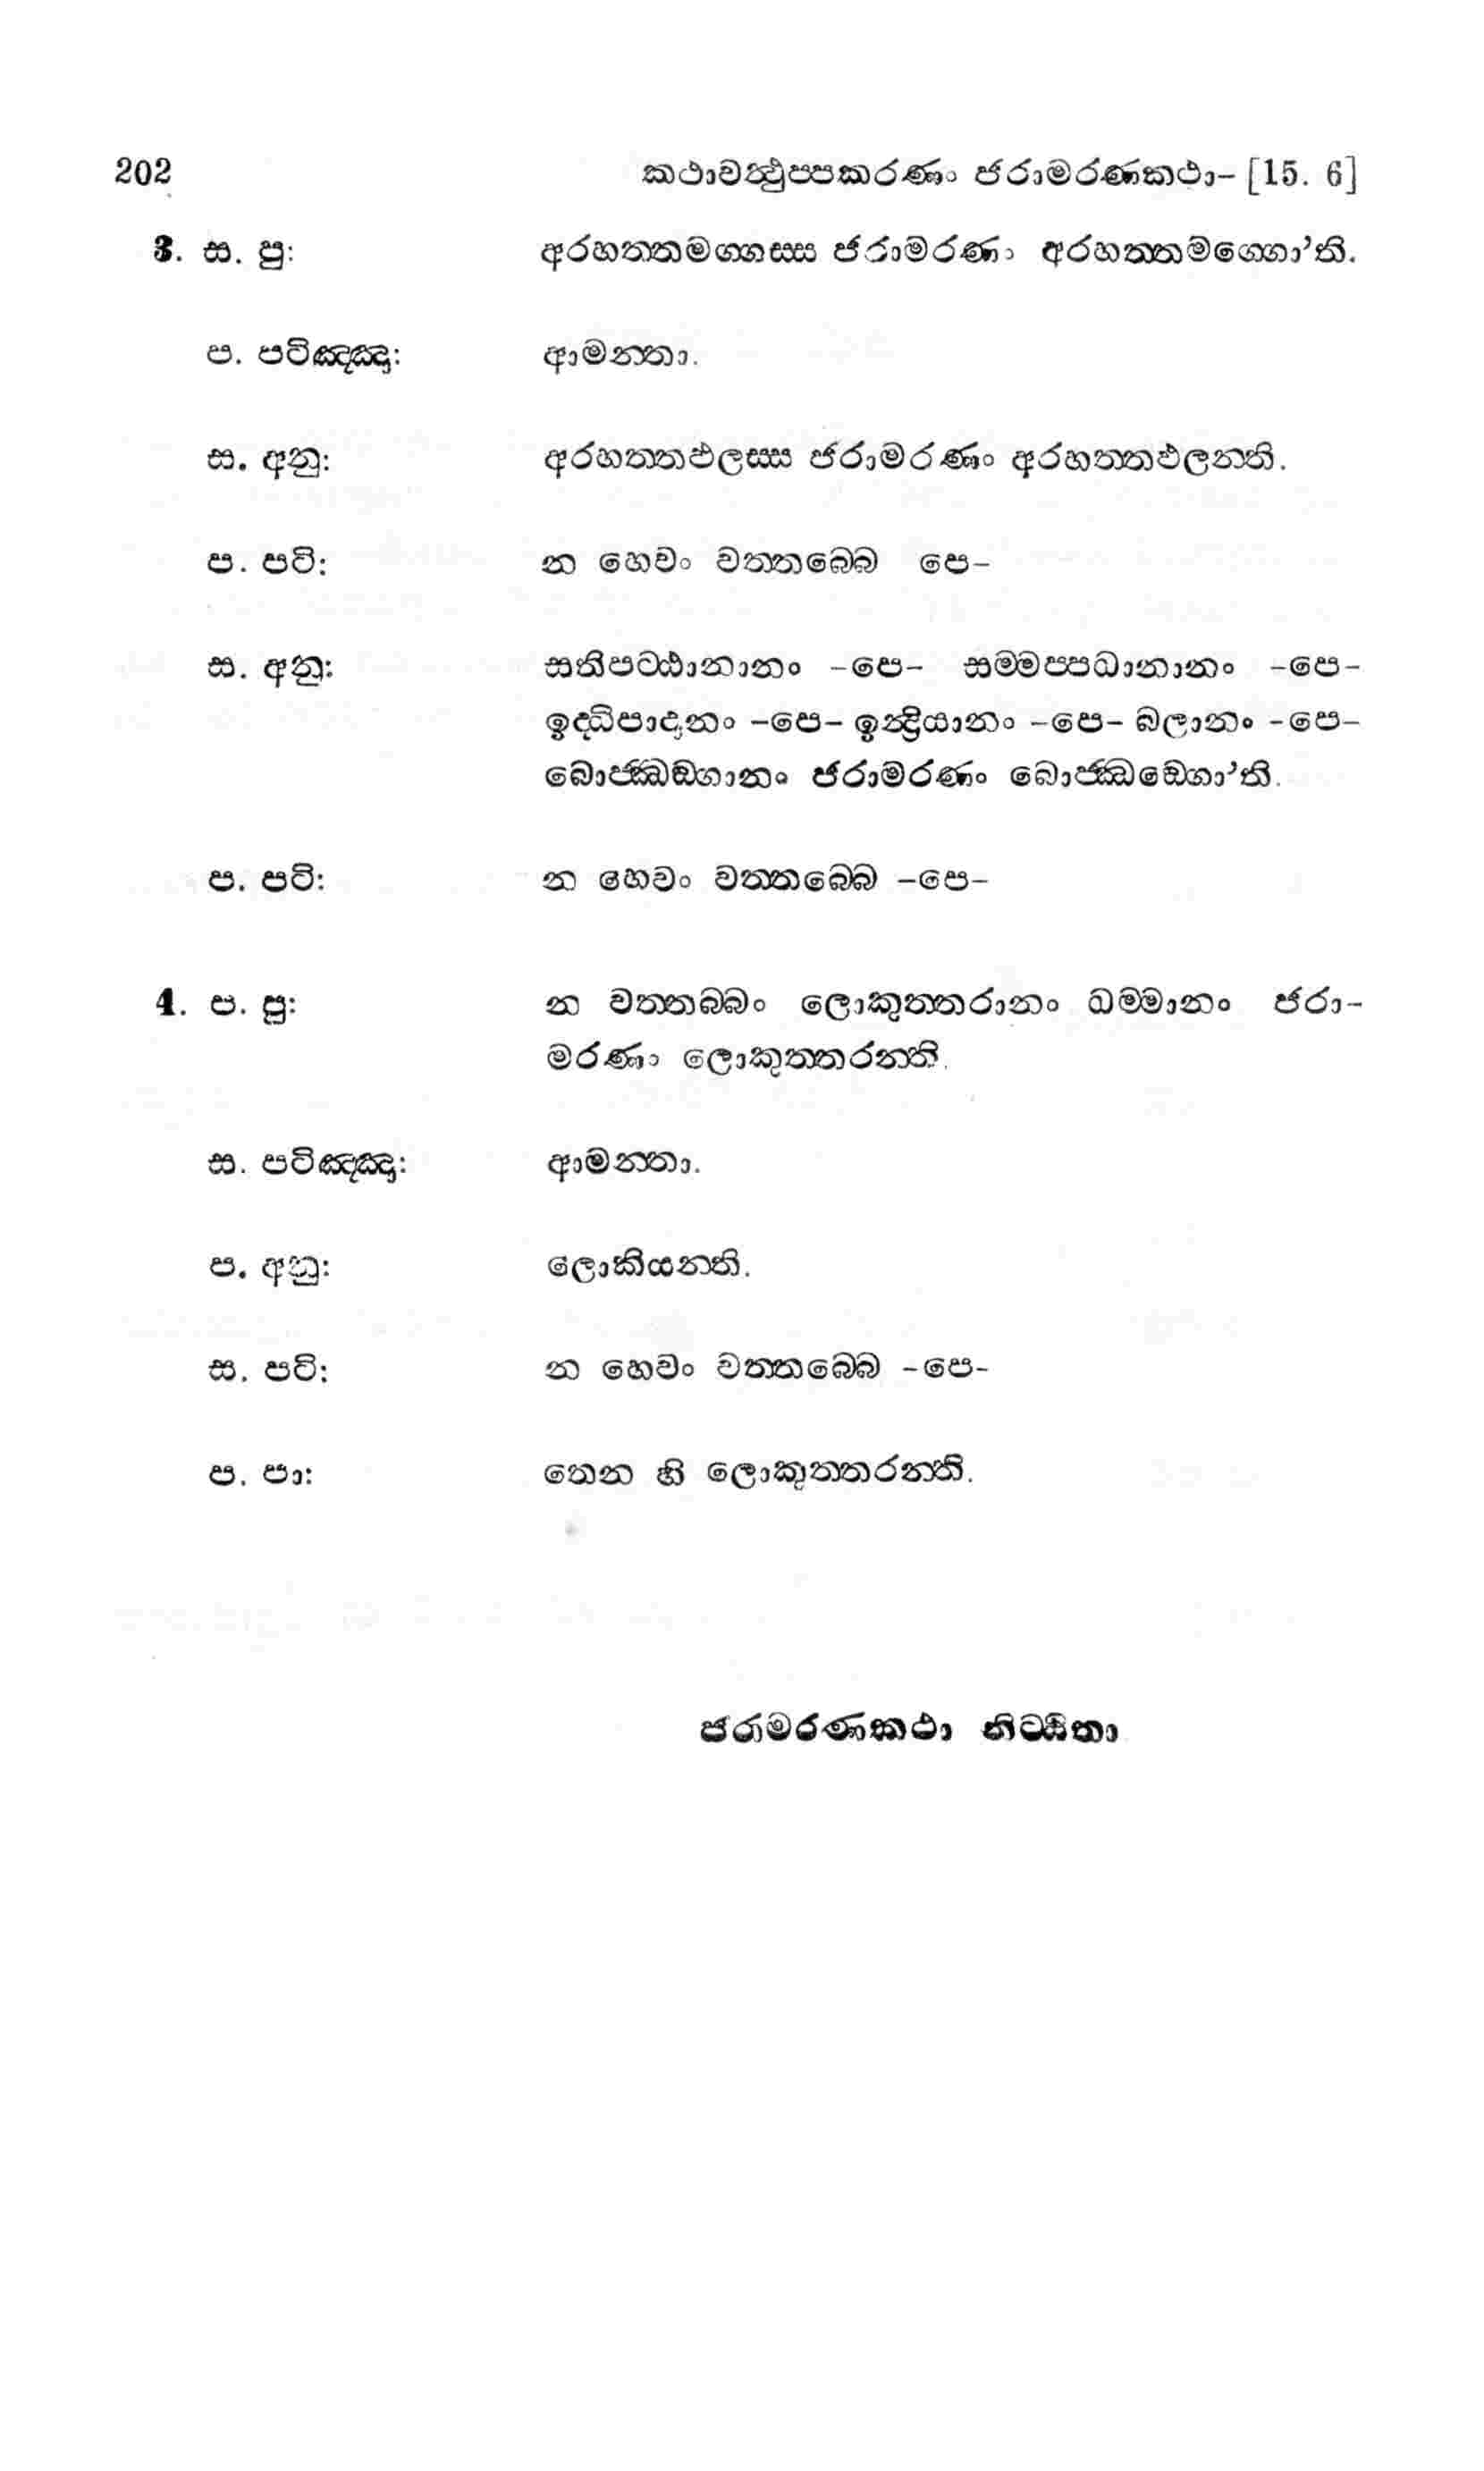 202 කථාවත්‍ථුප්පකරණං ජරාමරණකථා- [15. 6]
3. ස. පු: අරහත්තමග්ගස්ස ජරාමරණං අරහත්තමග්ගො'ති.
ප. පටිඤ්ඤා: ආමන්තා.
ස. අනු: අරහත්තඵලස්ස ජරාමරණං අරහත්තඵලන්ති.
ප. පටි: න හෙවං වත්තබ්බෙ පෙ-
ස. අනු: සතිපට්ඨානානං -පෙ- සම්මප්පධානානං -පෙ-
ඉද්ධිපාදානං -පෙ- ඉන්‍ද්‍රියානං -පෙ- බලානං -පෙ-
බොජ්ඣඞ්ගානං ජරාමරණං බොජ්ඣඞ්ගො'ති.
ප. පටි: න හෙවං වත්තබ්බෙ -පෙ-
4. ප. පු: න වත්තබ්බං ලොකුත්තරානං ධම්මානං ජරා-
මරණං ලොකුත්තරන්ති.
ස. පටිඤ්ඤා: ආමන්තා.
ප. අනු: ලොකියන්ති.
ස. පටි: න හෙවං වත්තබ්බෙ -පෙ-
ප. පා: තෙන හි ලොකුත්තරන්ති.
ජරාමරණකථා නිට්ඨිතා